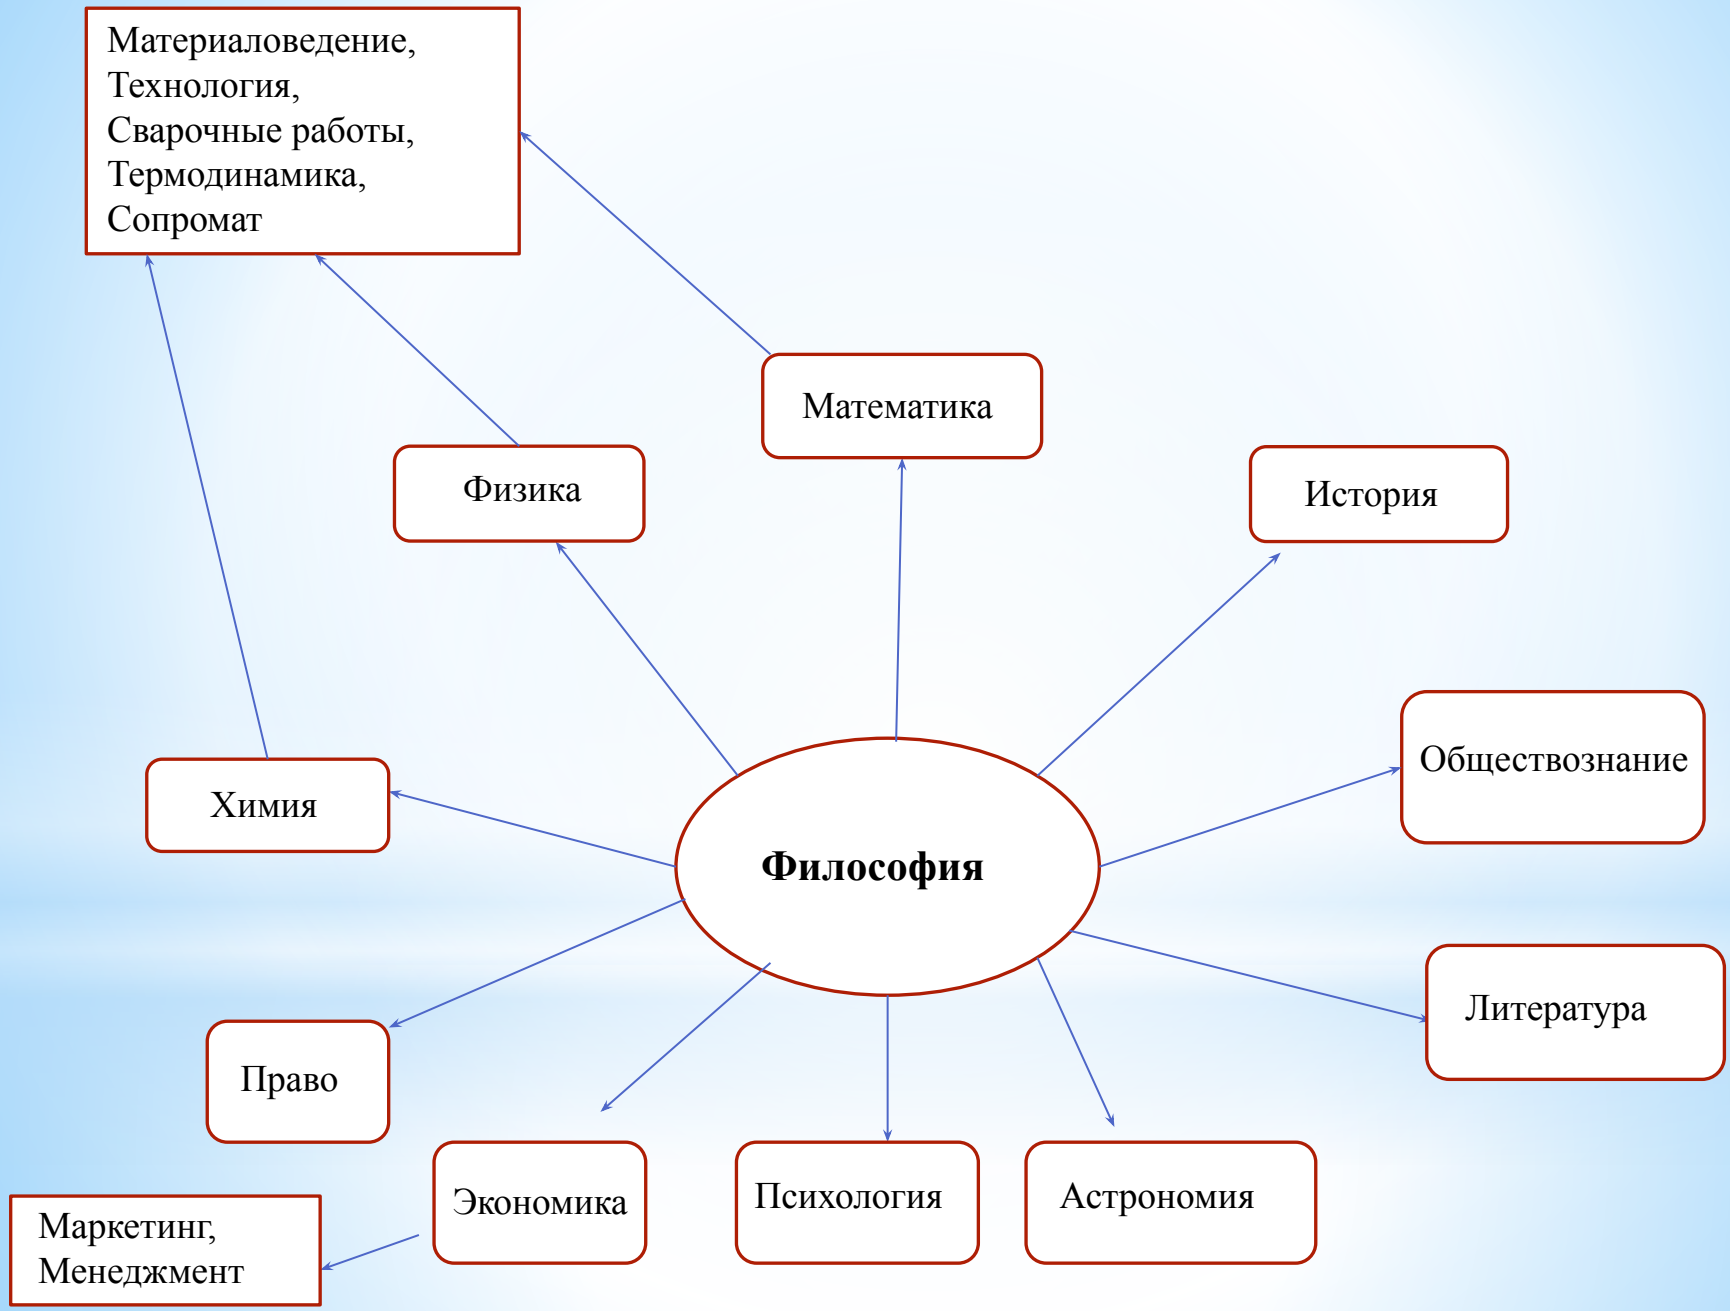 Материаловедение,
Технология,
Сварочные работы,
Термодинамика,
Сопромат
Математика
Физика
История
Обществознание
Химия
Философия
Литература
Право
Экономика
Психология
Астрономия
Маркетинг,
Менеджмент